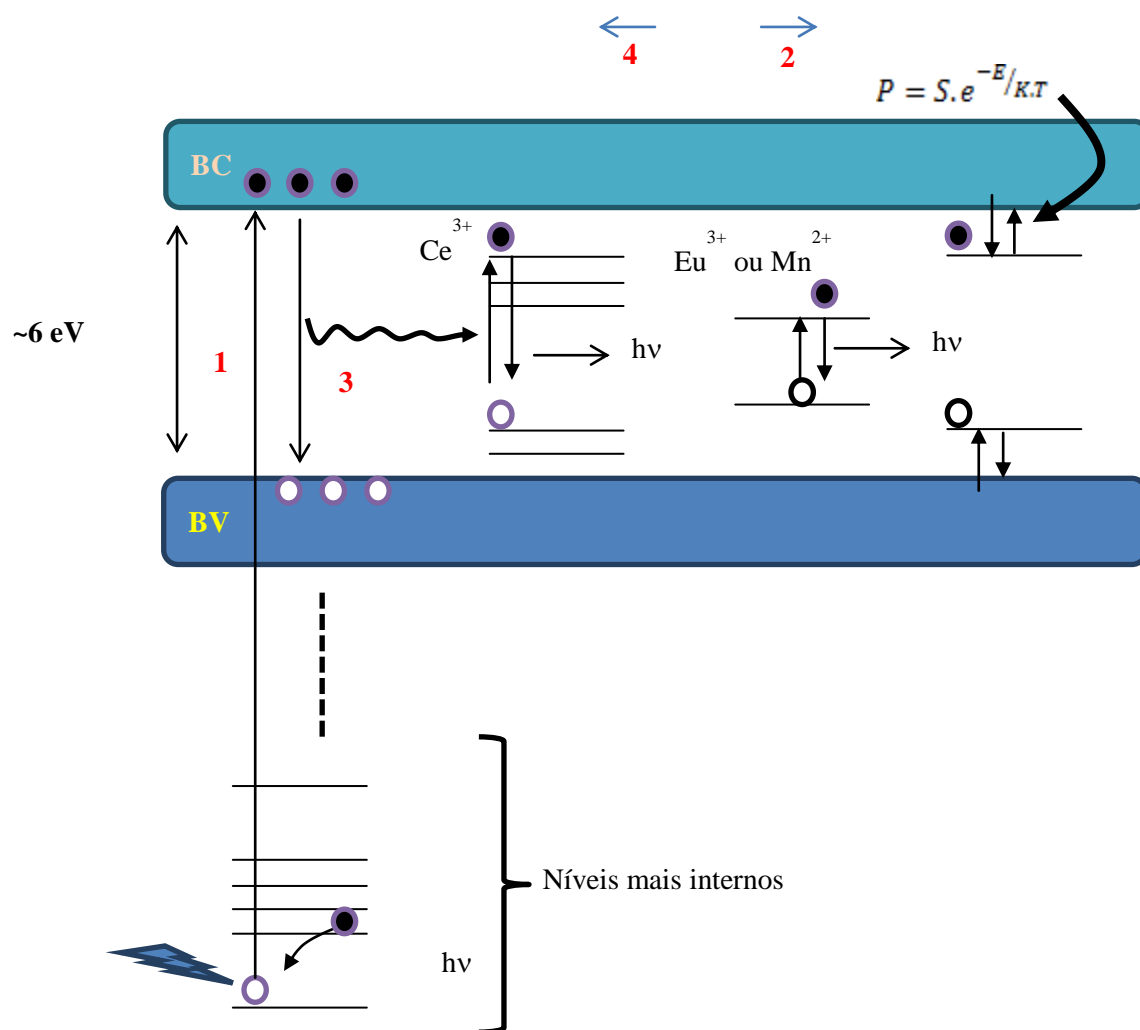 4 2
P = S.e^{-E/K.T}
BC
Ce³⁺
Eu³⁺ ou Mn²⁺
~6 eV
1
3
hν
hν
BV
Níveis mais internos
hν